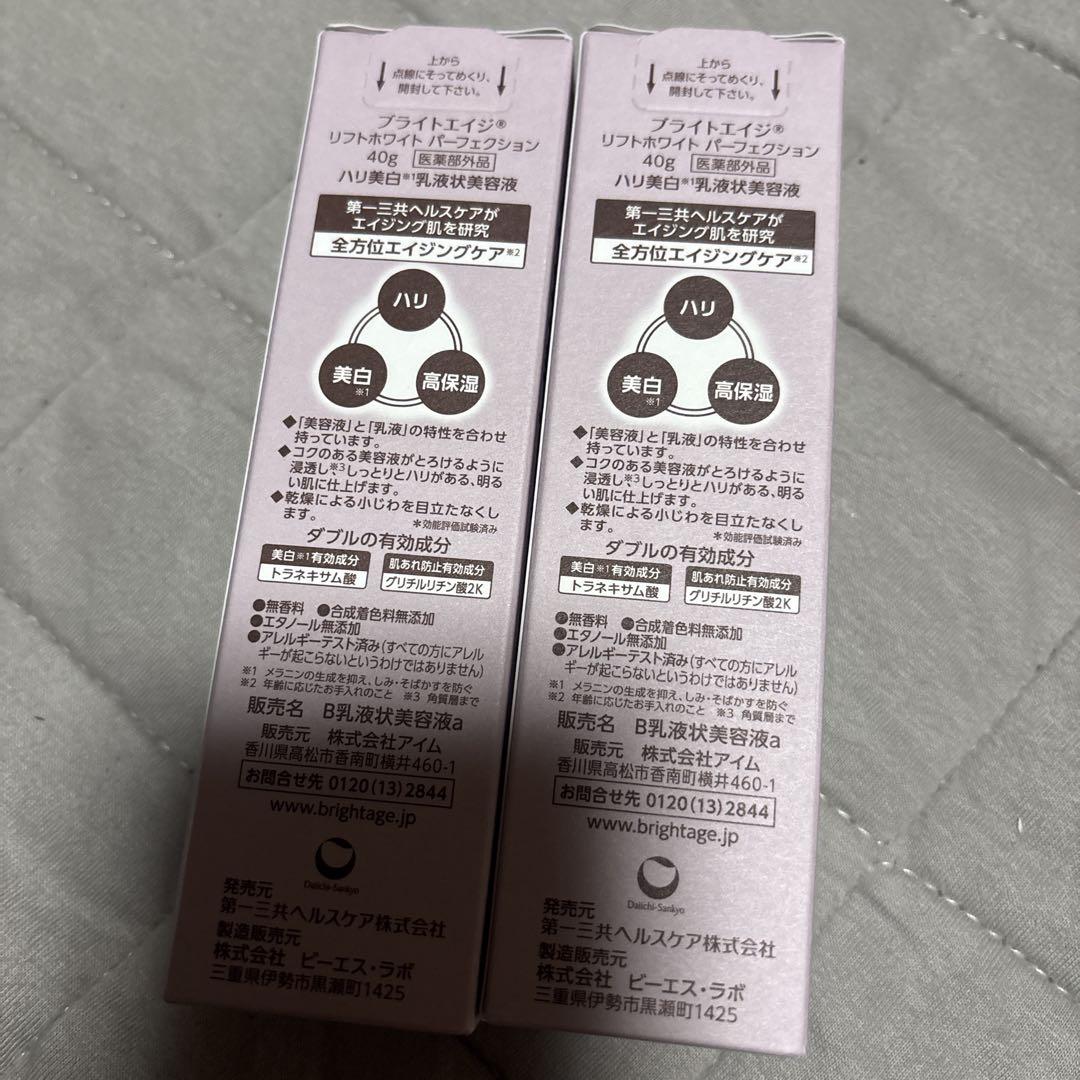 上から
点線にそってめくり、
開封して下さい。
ブライトエイジ®
リフトホワイト パーフェクション
40g 医薬部外品
ハリ美白※1乳液状美容液
第一三共ヘルスケアが
エイジング肌を研究
全方位エイジングケア※2
ハリ
美白※1
高保湿
◆「美容液」と「乳液」の特性を合わせ
持っています。
◆コクのある美容液がとろけるように
浸透し※3しっとりとハリがある、明る
い肌に仕上げます。
◆乾燥による小じわを目立たなくし
ます。 *効能評価試験済み
ダブルの有効成分
美白※1有効成分 肌あれ防止有効成分
トラネキサム酸 グリチルリチン酸2K
●無香料 ●合成着色料無添加
●エタノール無添加
●アレルギーテスト済み(すべての方にアレル
ギーが起こらないというわけではありません)
※1 メラニンの生成を抑え、しみ・そばかすを防ぐ
※2 年齢に応じたお手入れのこと ※3 角質層まで
販売名 B乳液状美容液a
販売元 株式会社アイム
香川県高松市香南町横井460-1
お問合せ先 0120(13)2844
www.brightage.jp
Daiichi-Sankyo
発売元
第一三共ヘルスケア株式会社
製造販売元
株式会社 ピーエス・ラボ
三重県伊勢市黒瀬町1425
上から
点線にそってめくり、
開封して下さい。
ブライトエイジ®
リフトホワイト パーフェクション
40g 医薬部外品
ハリ美白※1乳液状美容液
第一三共ヘルスケアが
エイジング肌を研究
全方位エイジングケア※2
ハリ
美白※1
高保湿
◆「美容液」と「乳液」の特性を合わせ
持っています。
◆コクのある美容液がとろけるように
浸透し※3しっとりとハリがある、明る
い肌に仕上げます。
◆乾燥による小じわを目立たなくし
ます。 *効能評価試験済み
ダブルの有効成分
美白※1有効成分 肌あれ防止有効成分
トラネキサム酸 グリチルリチン酸2K
●無香料 ●合成着色料無添加
●エタノール無添加
●アレルギーテスト済み(すべての方にアレル
ギーが起こらないというわけではありません)
※1 メラニンの生成を抑え、しみ・そばかすを防ぐ
※2 年齢に応じたお手入れのこと ※3 角質層まで
販売名 B乳液状美容液a
販売元 株式会社アイム
香川県高松市香南町横井460-1
お問合せ先 0120(13)2844
www.brightage.jp
Daiichi-Sankyo
発売元
第一三共ヘルスケア株式会社
製造販売元
株式会社 ピーエス・ラボ
三重県伊勢市黒瀬町1425